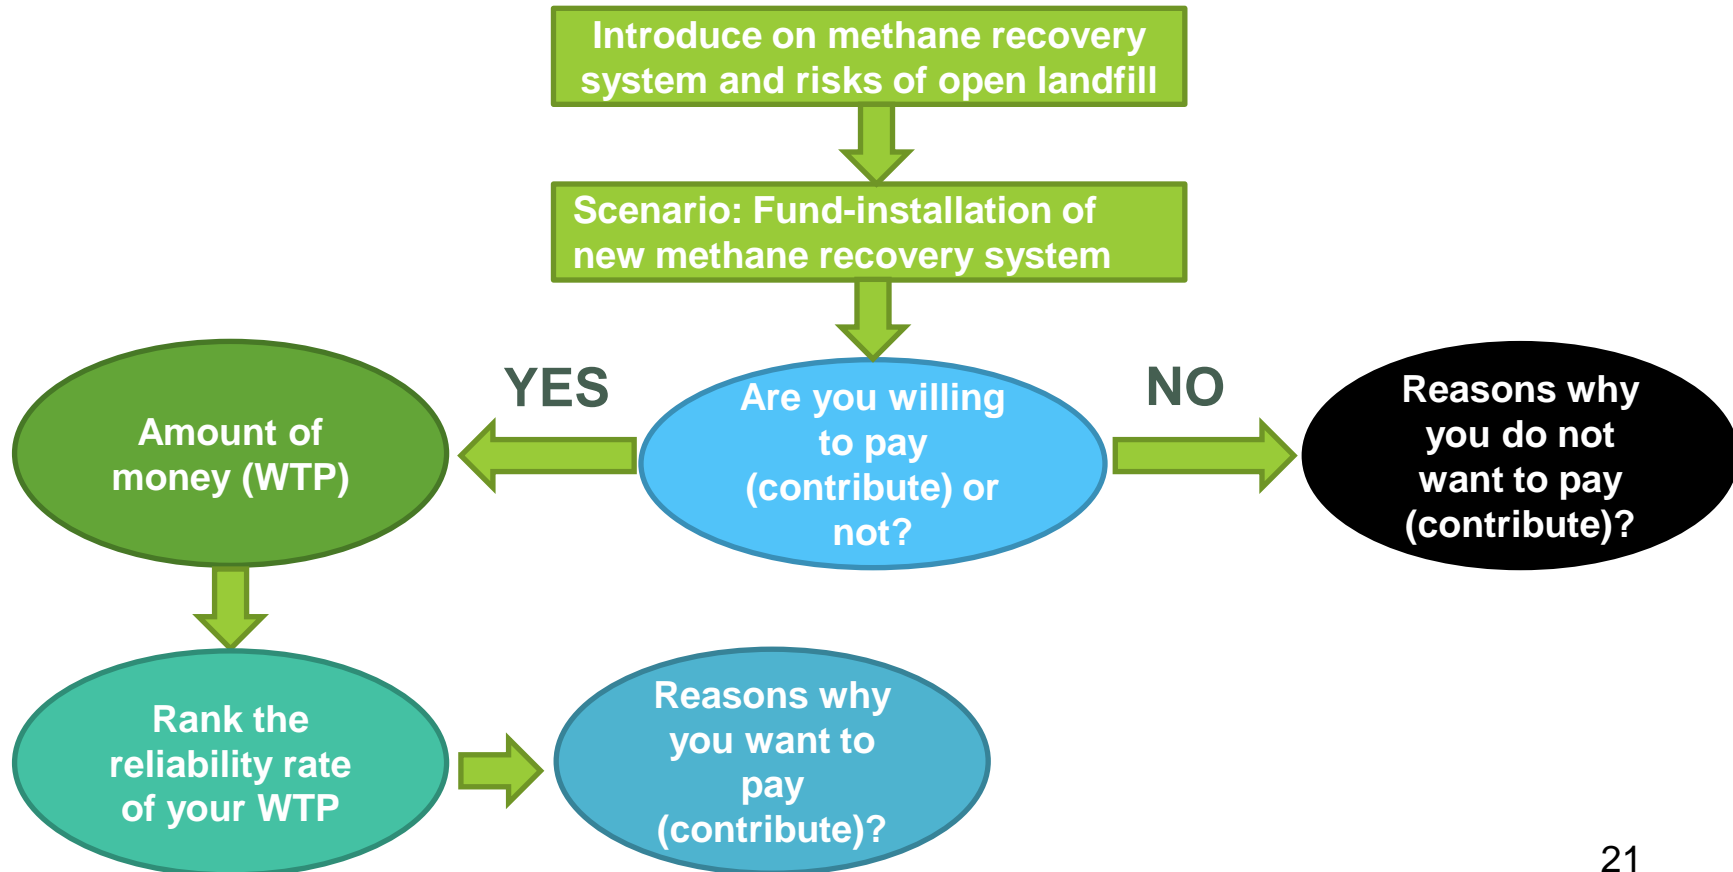 Introduce on methane recovery
system and risks of open landfill
Scenario: Fund-installation of
new methane recovery system
YES
NO
Amount of
money (WTP)
Are you willing
to pay
(contribute) or
not?
Reasons why
you do not
want to pay
(contribute)?
Rank the
reliability rate
of your WTP
Reasons why
you want to
pay
(contribute)?
21